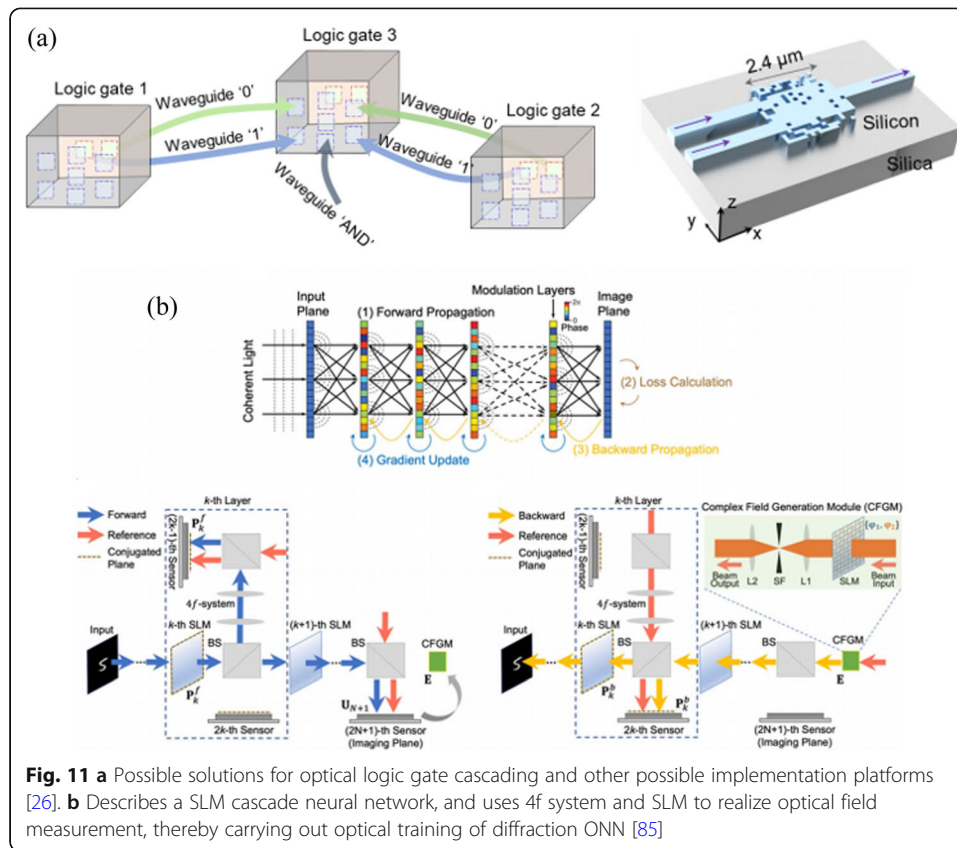 (a)
Logic gate 3
Logic gate 1
Waveguide '0'
Waveguide '1'
Waveguide '0'
Logic gate 2
Waveguide '1'
Waveguide 'AND'
2.4 μm
Silicon
Silica
z
y
x
(b)
Input
Plane
(1) Forward Propagation
Modulation Layers
2π
0
Phase
Image
Plane
Coherent Light
(2) Loss Calculation
(3) Backward Propagation
(4) Gradient Update
Forward
Reference
Conjugated
Plane
k-th Layer
(2k-1)-th Sensor
P_k^f
4f-system
Input
k-th SLM
BS
(k+1)-th SLM
BS
CFGM
E
P_k^f
U_{N+1}
2k-th Sensor
(2N+1)-th Sensor
(Imaging Plane)
Backward
Reference
Conjugated
Plane
k-th Layer
(2k-1)-th Sensor
4f-system
Complex Field Generation Module (CFGM)
{φ₁, φ₂}
Beam
Output
L2
SF
L1
SLM
Beam
Input
Input
k-th SLM
BS
(k+1)-th SLM
BS
CFGM
E
P_k^b
P_k^b
2k-th Sensor
(2N+1)-th Sensor
(Imaging Plane)
Fig. 11 a Possible solutions for optical logic gate cascading and other possible implementation platforms
[26]. b Describes a SLM cascade neural network, and uses 4f system and SLM to realize optical field
measurement, thereby carrying out optical training of diffraction ONN [85]